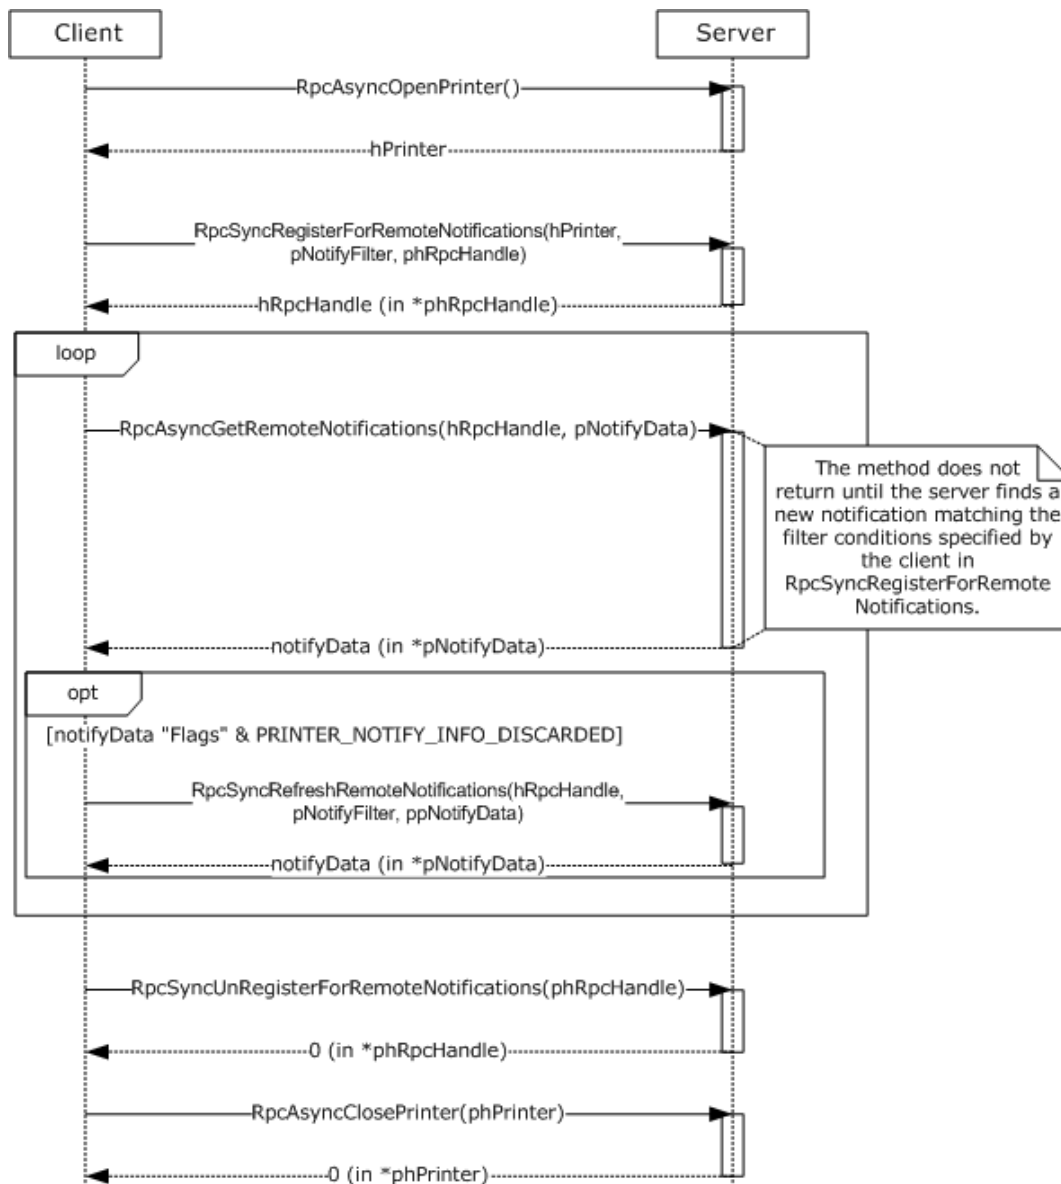 Client
Server
RpcAsyncOpenPrinter()
hPrinter
RpcSyncRegisterForRemoteNotifications(hPrinter,
pNotifyFilter, phRpcHandle)
hRpcHandle (in *phRpcHandle)
loop
RpcAsyncGetRemoteNotifications(hRpcHandle, pNotifyData)
The method does not
return until the server finds a
new notification matching the
filter conditions specified by
the client in
RpcSyncRegisterForRemote
Notifications.
notifyData (in *pNotifyData)
opt
[notifyData "Flags" & PRINTER_NOTIFY_INFO_DISCARDED]
RpcSyncRefreshRemoteNotifications(hRpcHandle,
pNotifyFilter, ppNotifyData)
notifyData (in *pNotifyData)
RpcSyncUnRegisterForRemoteNotifications(phRpcHandle)
0 (in *phRpcHandle)
RpcAsyncClosePrinter(phPrinter)
0 (in *phPrinter)